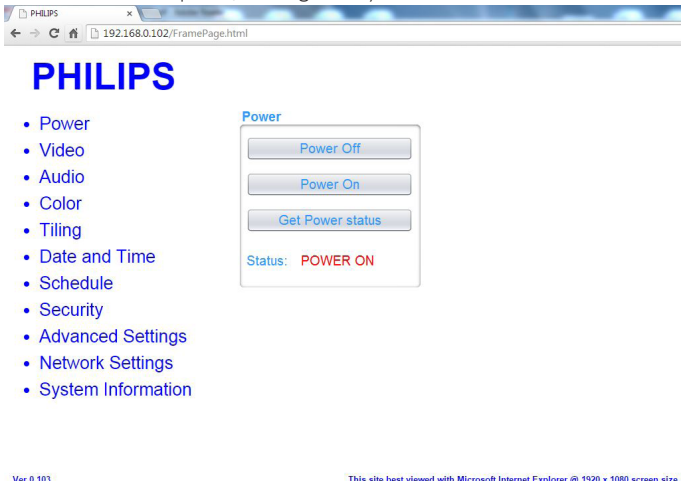 PHILIPS
192.168.0.102/FramePage.html
PHILIPS
Power
Video
Audio
Color
Tiling
Date and Time
Schedule
Security
Advanced Settings
Network Settings
System Information
Power
Power Off
Power On
Get Power status
Status: POWER ON
Ver 0.103
This site best viewed with Microsoft Internet Explorer @ 1920 x 1080 screen size